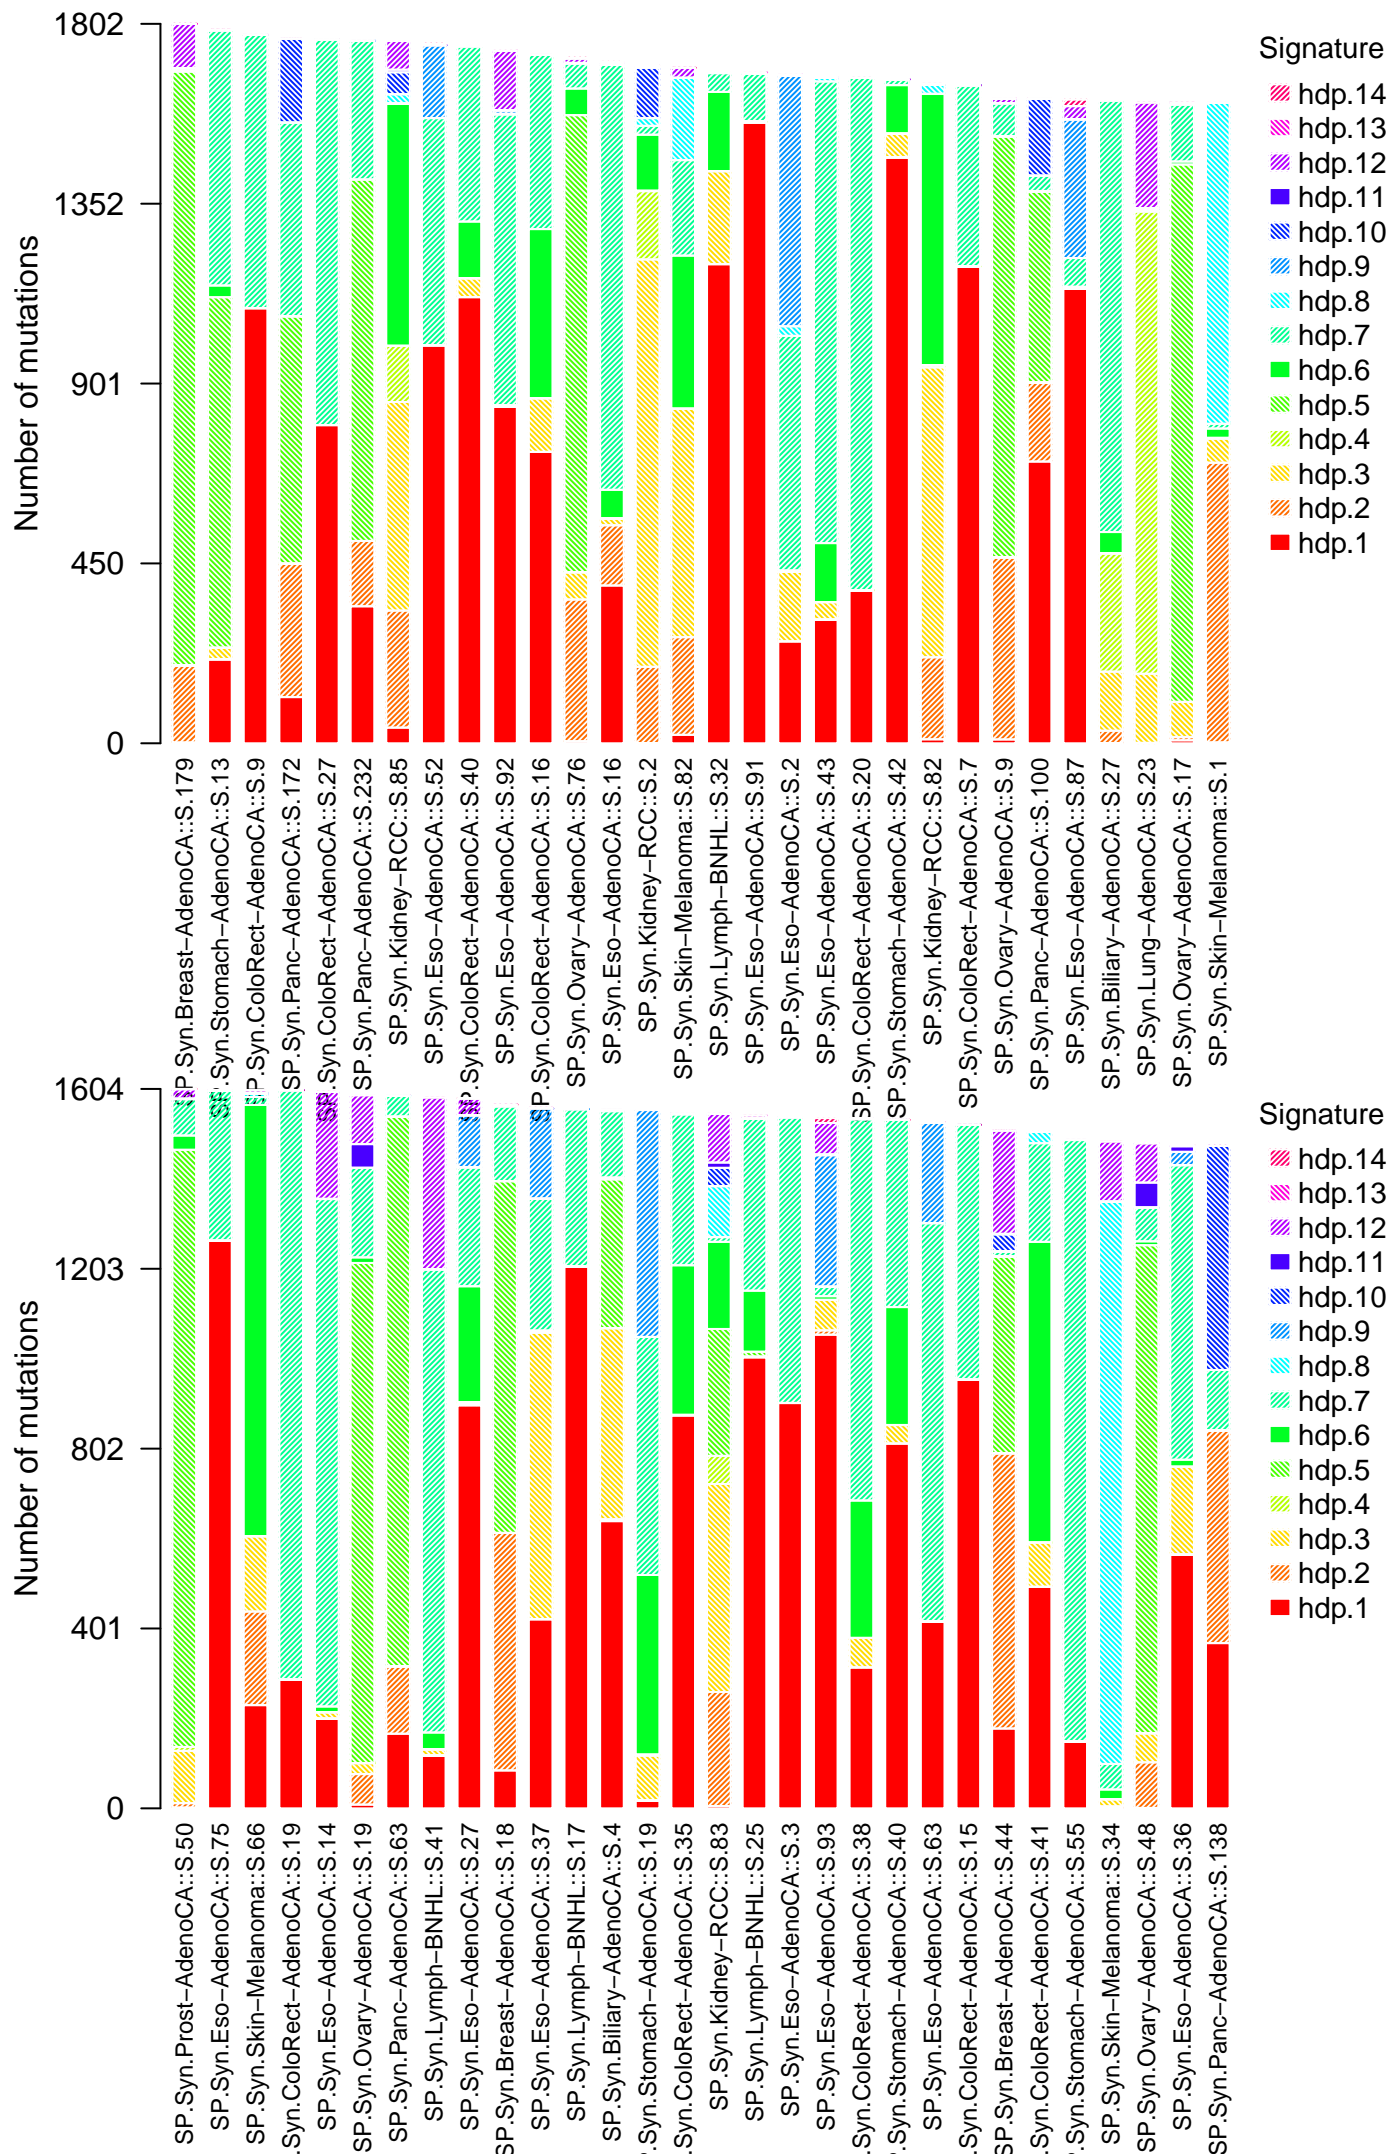 1802
1352
901
450
0
Number of mutations
Signature
hdp.14
hdp.13
hdp.12
hdp.11
hdp.10
hdp.9
hdp.8
hdp.7
hdp.6
hdp.5
hdp.4
hdp.3
hdp.2
hdp.1
SP.Syn.Breast−AdenoCA::S.179
SP.Syn.Stomach−AdenoCA::S.13
SP.Syn.ColoRect−AdenoCA::S.9
SP.Syn.Panc−AdenoCA::S.172
SP.Syn.ColoRect−AdenoCA::S.27
SP.Syn.Panc−AdenoCA::S.232
SP.Syn.Kidney−RCC::S.85
SP.Syn.Eso−AdenoCA::S.52
SP.Syn.ColoRect−AdenoCA::S.40
SP.Syn.Eso−AdenoCA::S.92
SP.Syn.ColoRect−AdenoCA::S.16
SP.Syn.Ovary−AdenoCA::S.76
SP.Syn.Eso−AdenoCA::S.16
SP.Syn.Kidney−RCC::S.2
SP.Syn.Skin−Melanoma::S.82
SP.Syn.Lymph−BNHL::S.32
SP.Syn.Eso−AdenoCA::S.91
SP.Syn.Eso−AdenoCA::S.2
SP.Syn.Eso−AdenoCA::S.43
SP.Syn.ColoRect−AdenoCA::S.20
SP.Syn.Stomach−AdenoCA::S.42
SP.Syn.Kidney−RCC::S.82
SP.Syn.ColoRect−AdenoCA::S.7
SP.Syn.Ovary−AdenoCA::S.9
SP.Syn.Panc−AdenoCA::S.100
SP.Syn.Eso−AdenoCA::S.87
SP.Syn.Biliary−AdenoCA::S.27
SP.Syn.Lung−AdenoCA::S.23
SP.Syn.Ovary−AdenoCA::S.17
SP.Syn.Skin−Melanoma::S.1
1604
1203
802
401
0
Number of mutations
Signature
hdp.14
hdp.13
hdp.12
hdp.11
hdp.10
hdp.9
hdp.8
hdp.7
hdp.6
hdp.5
hdp.4
hdp.3
hdp.2
hdp.1
SP.Syn.Prost−AdenoCA::S.50
SP.Syn.Eso−AdenoCA::S.75
SP.Syn.Skin−Melanoma::S.66
.Syn.ColoRect−AdenoCA::S.19
SP.Syn.Eso−AdenoCA::S.14
SP.Syn.Ovary−AdenoCA::S.19
SP.Syn.Panc−AdenoCA::S.63
SP.Syn.Lymph−BNHL::S.41
SP.Syn.Eso−AdenoCA::S.27
SP.Syn.Breast−AdenoCA::S.18
SP.Syn.Eso−AdenoCA::S.37
SP.Syn.Lymph−BNHL::S.17
SP.Syn.Biliary−AdenoCA::S.4
P.Syn.Stomach−AdenoCA::S.19
.Syn.ColoRect−AdenoCA::S.35
SP.Syn.Kidney−RCC::S.83
SP.Syn.Lymph−BNHL::S.25
SP.Syn.Eso−AdenoCA::S.3
SP.Syn.Eso−AdenoCA::S.93
.Syn.ColoRect−AdenoCA::S.38
P.Syn.Stomach−AdenoCA::S.40
SP.Syn.Eso−AdenoCA::S.63
.Syn.ColoRect−AdenoCA::S.15
SP.Syn.Breast−AdenoCA::S.44
.Syn.ColoRect−AdenoCA::S.41
P.Syn.Stomach−AdenoCA::S.55
SP.Syn.Skin−Melanoma::S.34
SP.Syn.Ovary−AdenoCA::S.48
SP.Syn.Eso−AdenoCA::S.36
SP.Syn.Panc−AdenoCA::S.138